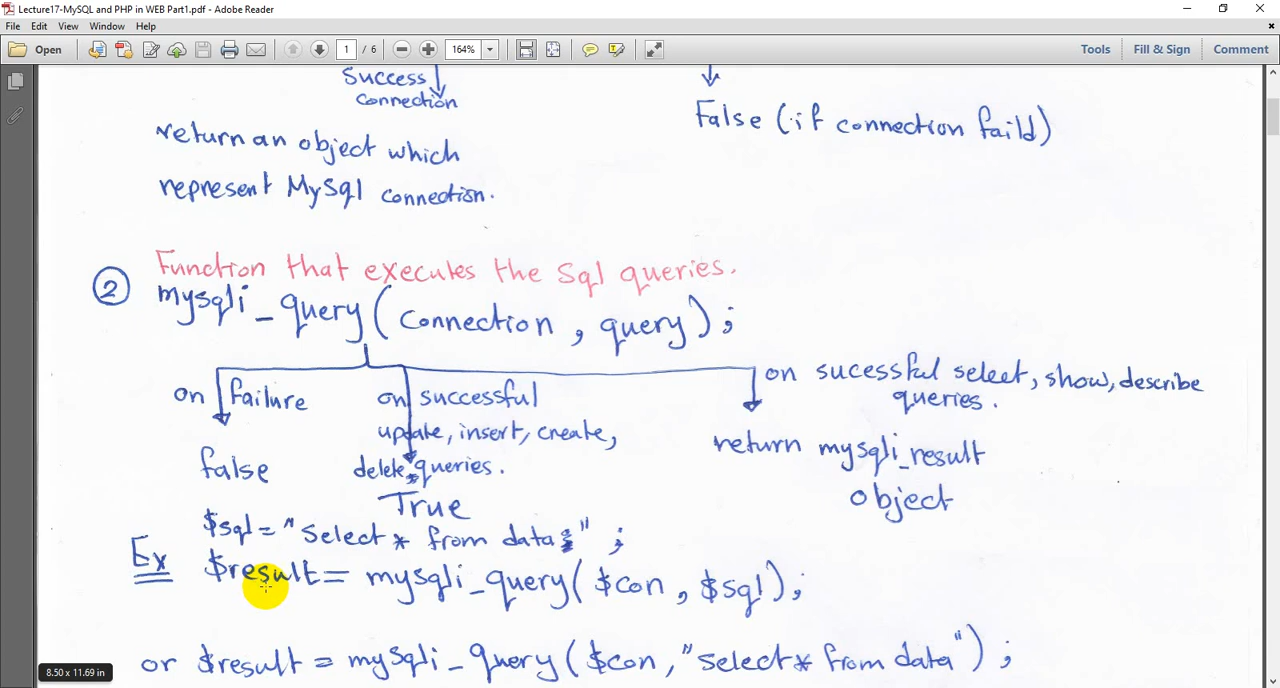 Lecture17-MySQL and PHP in WEB Part1.pdf - Adobe Reader
File Edit View Window Help
Open 1 / 6 164% Tools Fill & Sign Comment
Success
connection
False (if connection faild)
return an object which
represent MySql connection.
Function that executes the Sql queries.
2 mysqli_query(connection, query);
on failure
on successful
on sucessful select, show, describe
queries.
update, insert, create,
delete queries.
return mysqli_result
object
false
True
$sql="Select * from data;";
Ex $result= mysqli_query($con, $sql);
or $result = mysqli_query($con, "select * from data");
8.50 x 11.69 in